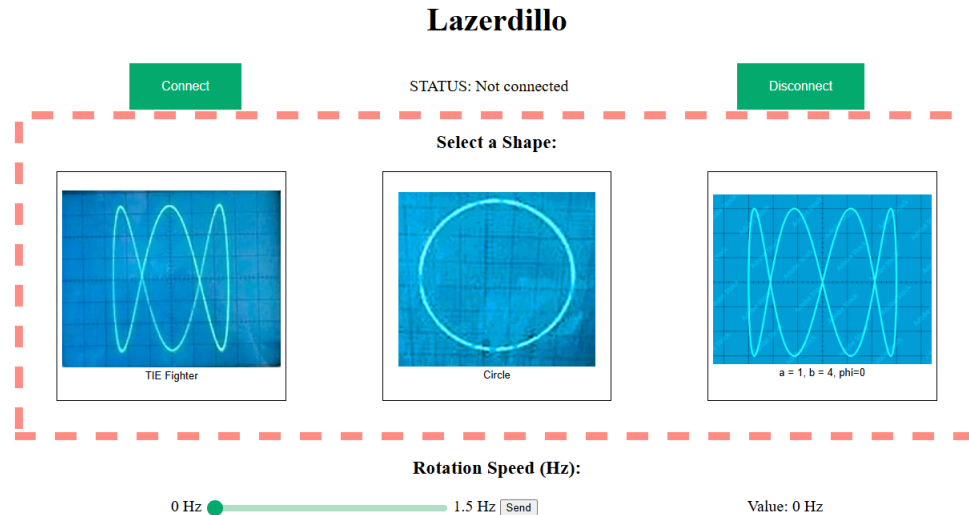 Lazerdillo
Connect
STATUS: Not connected
Disconnect
Select a Shape:
TIE Fighter
Circle
a = 1, b = 4, phi=0
Rotation Speed (Hz):
0 Hz 1.5 Hz Send Value: 0 Hz